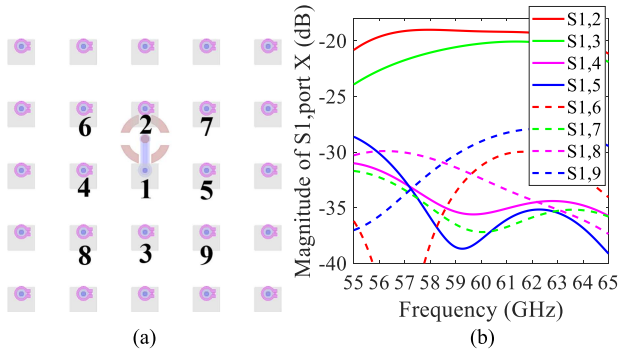 6 2 7
4 1 5
8 3 9
(a)
Magnitude of S1,port X (dB)
-20
-25
-30
-35
-40
55 56 57 58 59 60 61 62 63 64 65
Frequency (GHz)
S1,2
S1,3
S1,4
S1,5
S1,6
S1,7
S1,8
S1,9
(b)